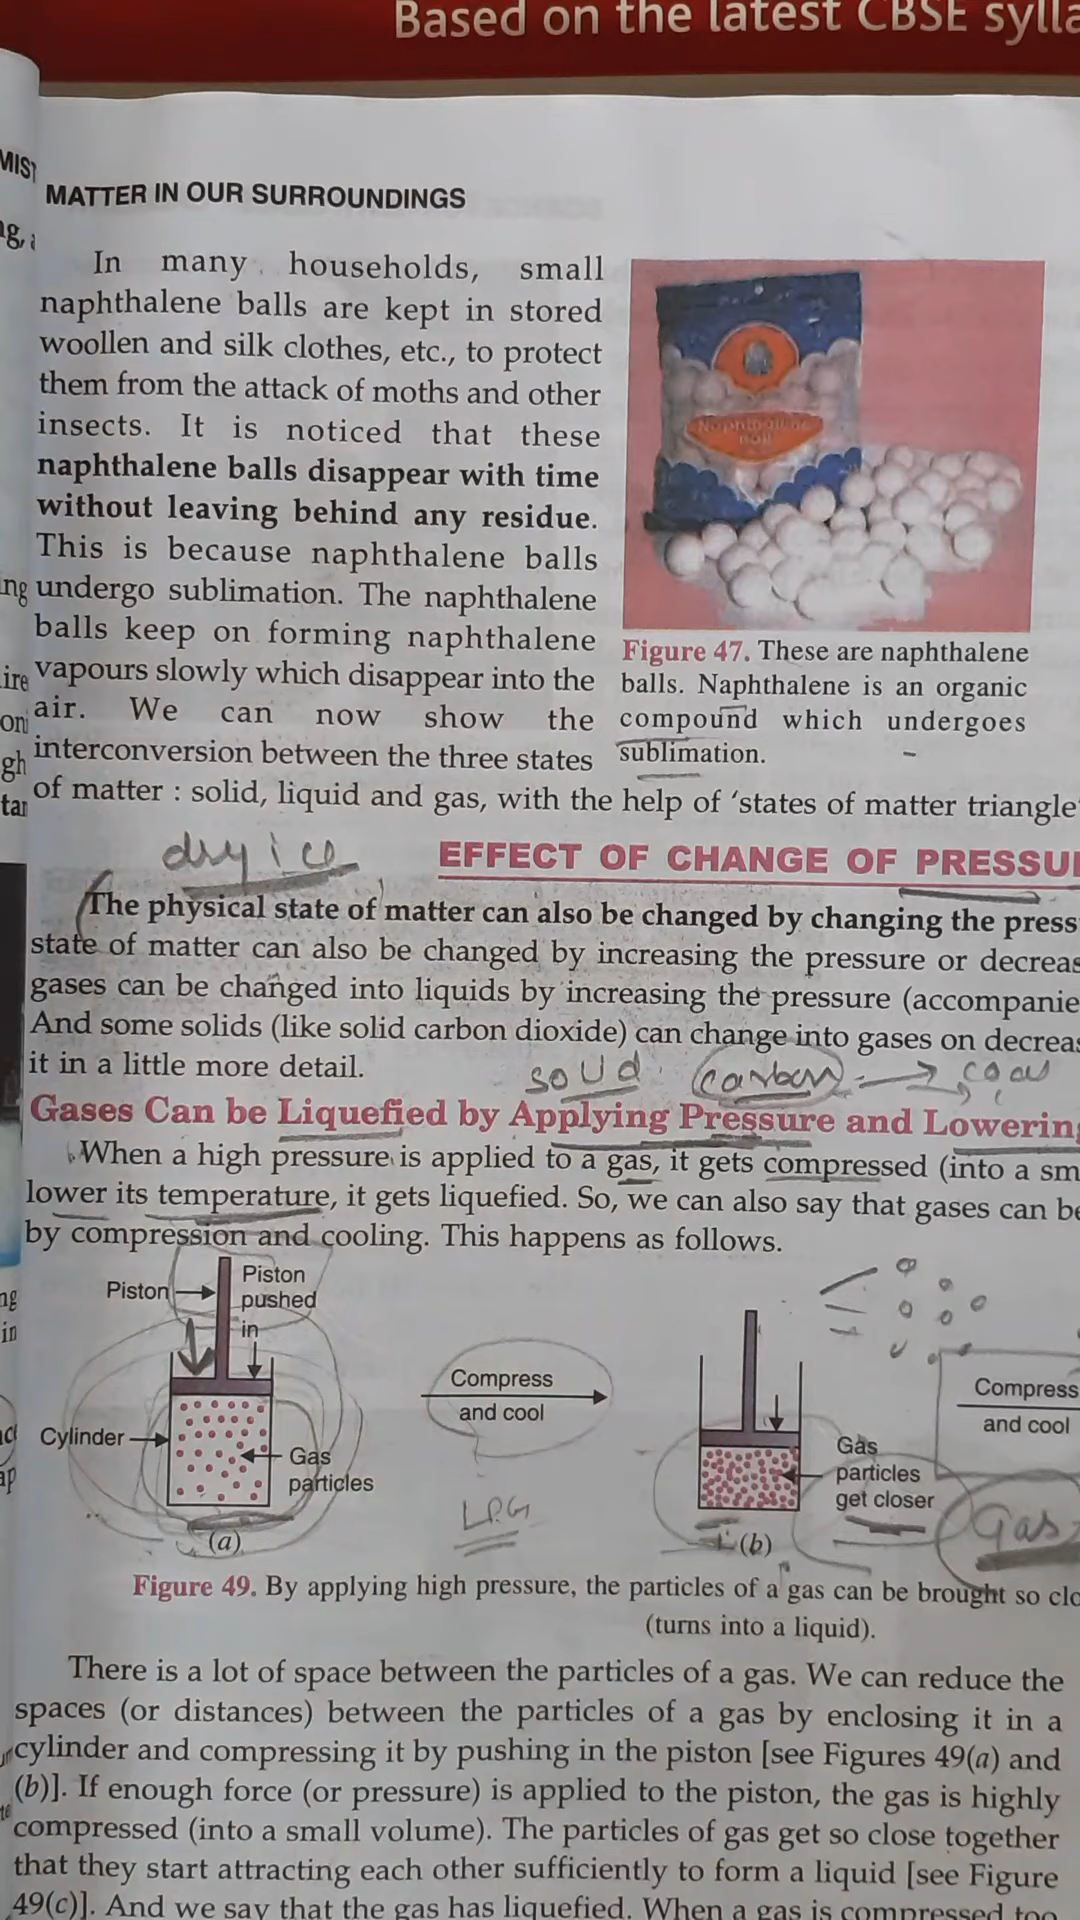 Based on the latest CBSE sylla
MATTER IN OUR SURROUNDINGS
In many households, small
naphthalene balls are kept in stored
woollen and silk clothes, etc., to protect
them from the attack of moths and other
insects. It is noticed that these
naphthalene balls disappear with time
without leaving behind any residue.
This is because naphthalene balls
undergo sublimation. The naphthalene
balls keep on forming naphthalene
vapours slowly which disappear into the
air. We can now show the
interconversion between the three states
of matter : solid, liquid and gas, with the help of 'states of matter triangle'
Naphthalene
Ball
Figure 47. These are naphthalene
balls. Naphthalene is an organic
compound which undergoes
sublimation.
dry ice
EFFECT OF CHANGE OF PRESSU
The physical state of matter can also be changed by changing the press
state of matter can also be changed by increasing the pressure or decreas
gases can be changed into liquids by increasing the pressure (accompanie
And some solids (like solid carbon dioxide) can change into gases on decreas
it in a little more detail.
solid carbon → coal
Gases Can be Liquefied by Applying Pressure and Lowering
When a high pressure is applied to a gas, it gets compressed (into a sm
lower its temperature, it gets liquefied. So, we can also say that gases can be
by compression and cooling. This happens as follows.
Piston
Piston
pushed
in
Cylinder
Gas
particles
(a)
Compress
and cool
LPG
Gas
particles
get closer
(b)
Compress
and cool
Gas
Figure 49. By applying high pressure, the particles of a gas can be brought so clo
(turns into a liquid).
There is a lot of space between the particles of a gas. We can reduce the
spaces (or distances) between the particles of a gas by enclosing it in a
cylinder and compressing it by pushing in the piston [see Figures 49(a) and
(b)]. If enough force (or pressure) is applied to the piston, the gas is highly
compressed (into a small volume). The particles of gas get so close together
that they start attracting each other sufficiently to form a liquid [see Figure
49(c)]. And we say that the gas has liquefied. When a gas is compressed too